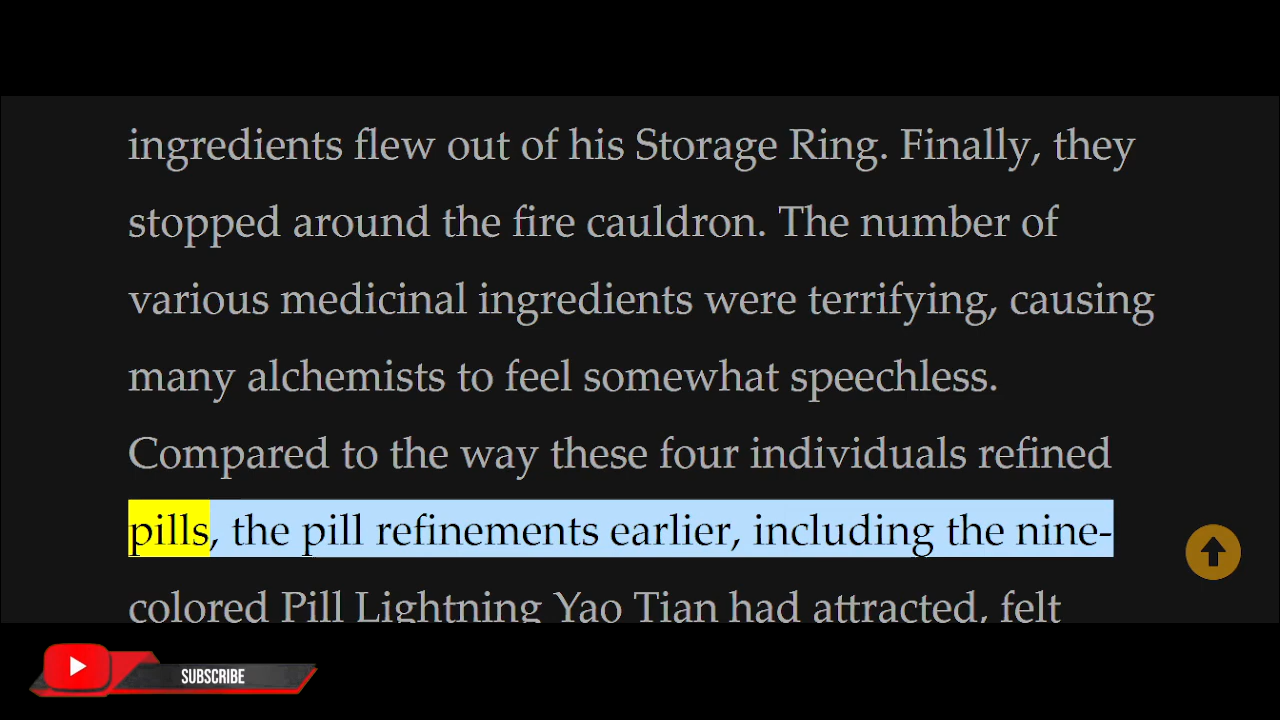 ingredients flew out of his Storage Ring. Finally, they
stopped around the fire cauldron. The number of
various medicinal ingredients were terrifying, causing
many alchemists to feel somewhat speechless.
Compared to the way these four individuals refined
pills, the pill refinements earlier, including the nine-
colored Pill Lightning Yao Tian had attracted, felt
SUBSCRIBE